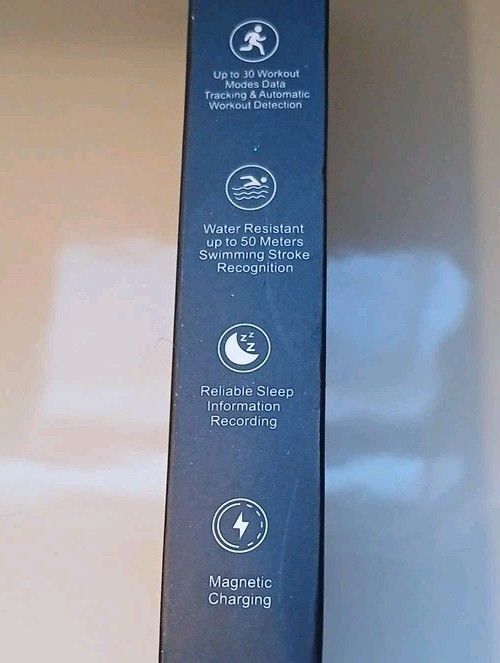 Up to 30 Workout
Modes Data
Tracking & Automatic
Workout Detection
Water Resistant
up to 50 Meters
Swimming Stroke
Recognition
z z
z
Reliable Sleep
Information
Recording
Magnetic
Charging